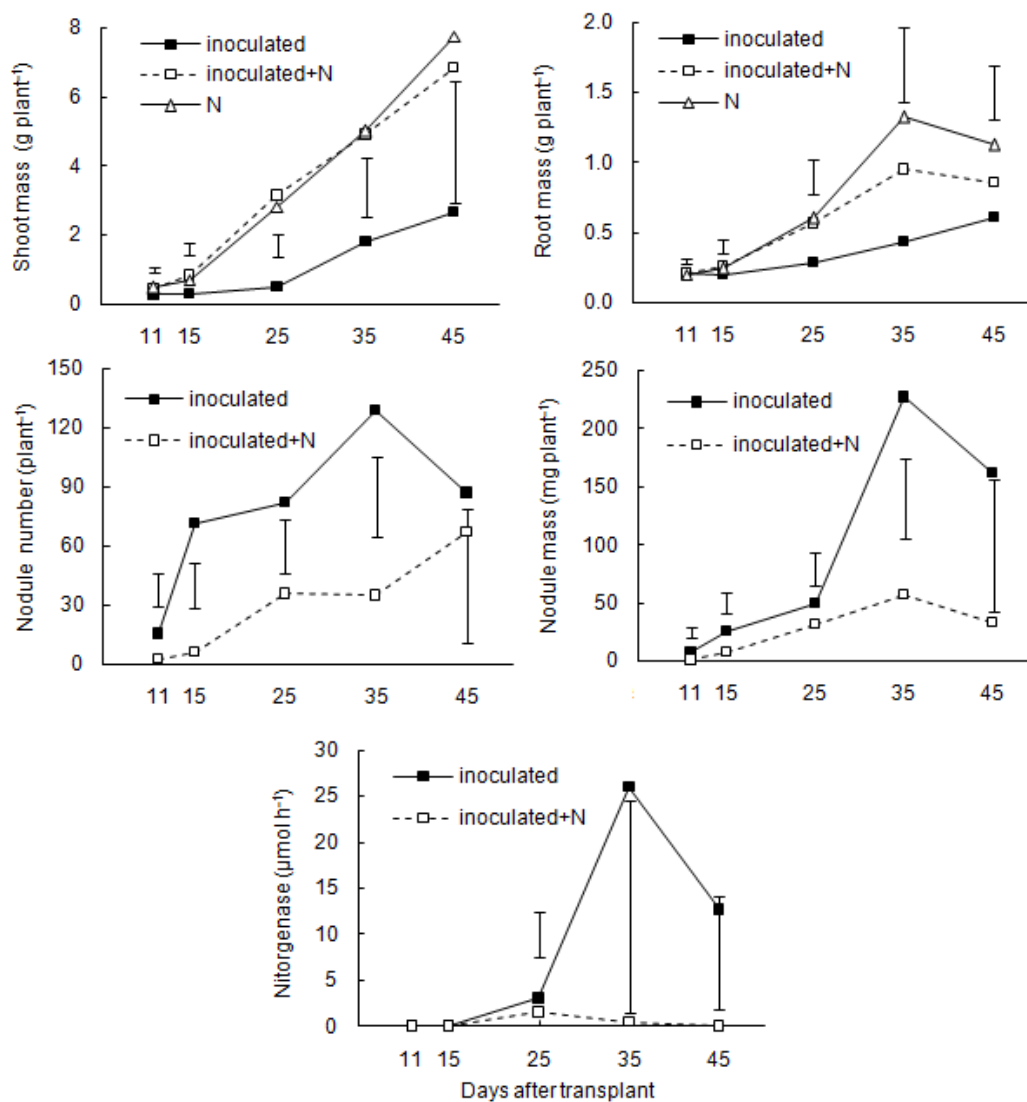 Shoot mass (g plant⁻¹)
8
6
4
2
0
inoculated
inoculated+N
N
11 15 25 35 45
Root mass (g plant⁻¹)
2.0
1.5
1.0
0.5
0.0
inoculated
inoculated+N
N
11 15 25 35 45
Nodule number (plant⁻¹)
150
120
90
60
30
0
inoculated
inoculated+N
11 15 25 35 45
Nodule mass (mg plant⁻¹)
250
200
150
100
50
0
inoculated
inoculated+N
11 15 25 35 45
Nitorgenase (µmol h⁻¹)
30
25
20
15
10
5
0
inoculated
inoculated+N
11 15 25 35 45
Days after transplant